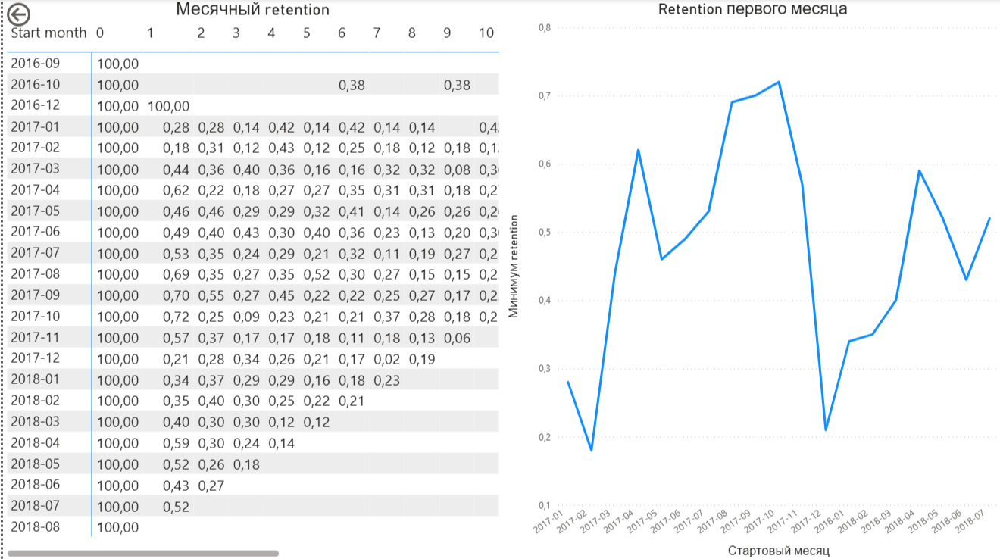 Месячный retention
Start month 0 1 2 3 4 5 6 7 8 9 10
2016-09 100,00
2016-10 100,00 0,38 0,38
2016-12 100,00 100,00
2017-01 100,00 0,28 0,28 0,14 0,42 0,14 0,42 0,14 0,14 0,4
2017-02 100,00 0,18 0,31 0,12 0,43 0,12 0,25 0,18 0,12 0,18 0,1
2017-03 100,00 0,44 0,36 0,40 0,36 0,16 0,16 0,32 0,32 0,08 0,3
2017-04 100,00 0,62 0,22 0,18 0,27 0,27 0,35 0,31 0,31 0,18 0,2
2017-05 100,00 0,46 0,46 0,29 0,29 0,32 0,41 0,14 0,26 0,26 0,2
2017-06 100,00 0,49 0,40 0,43 0,30 0,40 0,36 0,23 0,13 0,20 0,3
2017-07 100,00 0,53 0,35 0,24 0,29 0,21 0,32 0,11 0,19 0,27 0,2
2017-08 100,00 0,69 0,35 0,27 0,35 0,52 0,30 0,27 0,15 0,15 0,2
2017-09 100,00 0,70 0,55 0,27 0,45 0,22 0,22 0,25 0,27 0,17 0,2
2017-10 100,00 0,72 0,25 0,09 0,23 0,21 0,21 0,37 0,28 0,18 0,2
2017-11 100,00 0,57 0,37 0,17 0,17 0,18 0,11 0,18 0,13 0,06
2017-12 100,00 0,21 0,28 0,34 0,26 0,21 0,17 0,02 0,19
2018-01 100,00 0,34 0,37 0,29 0,29 0,16 0,18 0,23
2018-02 100,00 0,35 0,40 0,30 0,25 0,22 0,21
2018-03 100,00 0,40 0,30 0,30 0,12 0,12
2018-04 100,00 0,59 0,30 0,24 0,14
2018-05 100,00 0,52 0,26 0,18
2018-06 100,00 0,43 0,27
2018-07 100,00 0,52
2018-08 100,00
Retention первого месяца
Минимум retention
0,8
0,7
0,6
0,5
0,4
0,3
0,2
0,1
2017-01 2017-02 2017-03 2017-04 2017-05 2017-06 2017-07 2017-08 2017-09 2017-10 2017-11 2017-12 2018-01 2018-02 2018-03 2018-04 2018-05 2018-06 2018-07
Стартовый месяц